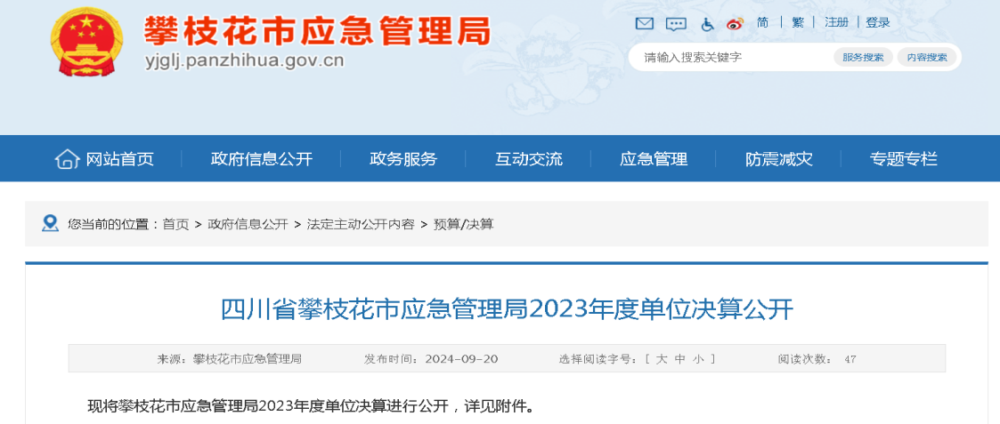 攀枝花市应急管理局
yjglj.panzhihua.gov.cn
简 | 繁 | 注册 | 登录
请输入搜索关键字 服务搜索 内容搜索
网站首页 政府信息公开 政务服务 互动交流 应急管理 防震减灾 专题专栏
您当前的位置：首页 > 政府信息公开 > 法定主动公开内容 > 预算/决算
四川省攀枝花市应急管理局2023年度单位决算公开
来源：攀枝花市应急管理局 发布时间：2024-09-20 选择阅读字号：[ 大 中 小 ] 阅读次数： 47
现将攀枝花市应急管理局2023年度单位决算进行公开，详见附件。